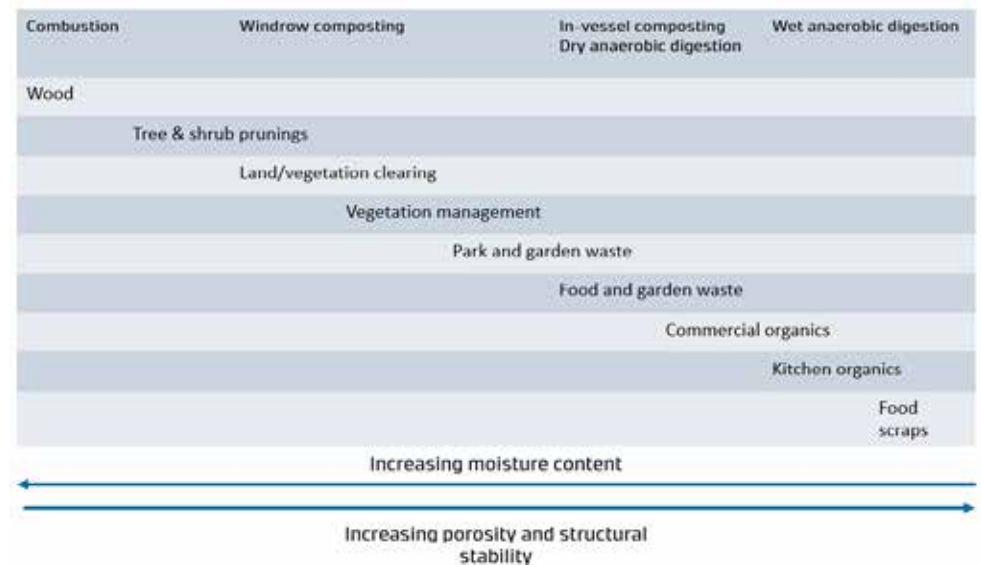 Combustion
Windrow composting
In-vessel composting
Dry anaerobic digestion
Wet anaerobic digestion
Wood
Tree & shrub prunings
Land/vegetation clearing
Vegetation management
Park and garden waste
Food and garden waste
Commercial organics
Kitchen organics
Food
scraps
Increasing moisture content
Increasing porosity and structural
stability